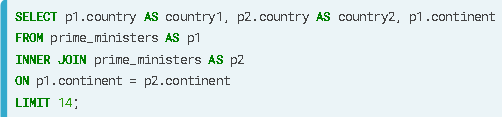 SELECT p1.country AS country1, p2.country AS country2, p1.continent
FROM prime_ministers AS p1
INNER JOIN prime_ministers AS p2
ON p1.continent = p2.continent
LIMIT 14;